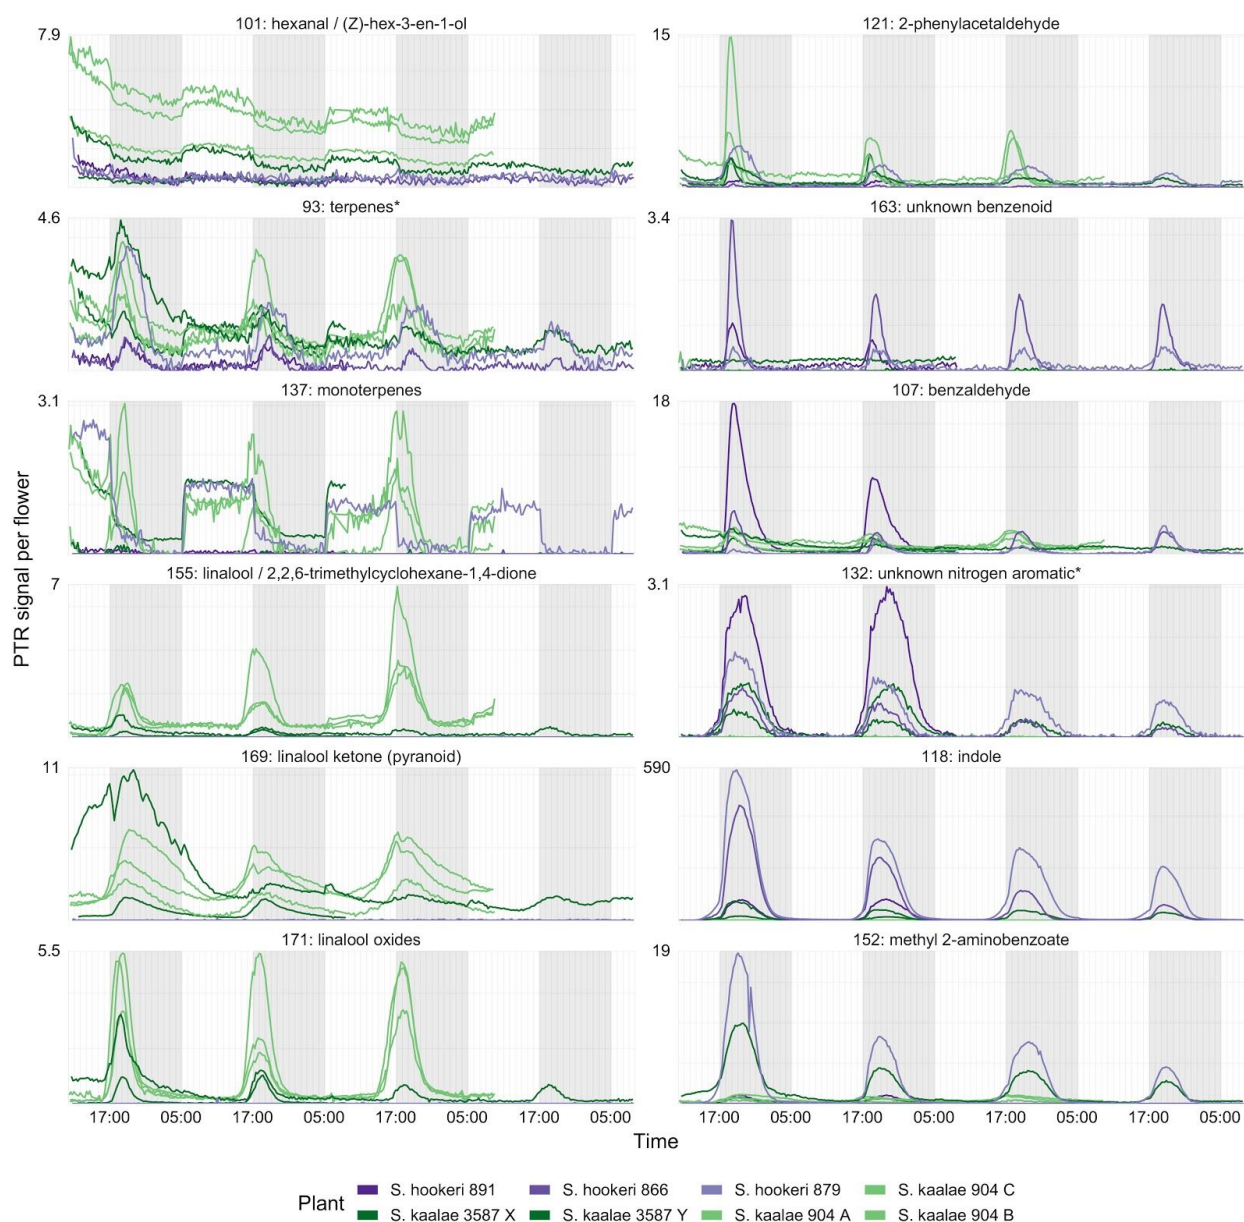 101: hexanal / (Z)-hex-3-en-1-ol
7.9
93: terpenes*
4.6
137: monoterpenes
3.1
155: linalool / 2,2,6-trimethylcyclohexane-1,4-dione
7
169: linalool ketone (pyranoid)
11
171: linalool oxides
5.5
17:00 05:00 17:00 05:00 17:00 05:00 17:00 05:00
121: 2-phenylacetaldehyde
15
163: unknown benzenoid
3.4
107: benzaldehyde
18
132: unknown nitrogen aromatic*
3.1
118: indole
590
152: methyl 2-aminobenzoate
19
17:00 05:00 17:00 05:00 17:00 05:00 17:00 05:00
PTR signal per flower
Time
Plant
S. hookeri 891 S. hookeri 866 S. hookeri 879 S. kaalae 904 C
S. kaalae 3587 X S. kaalae 3587 Y S. kaalae 904 A S. kaalae 904 B